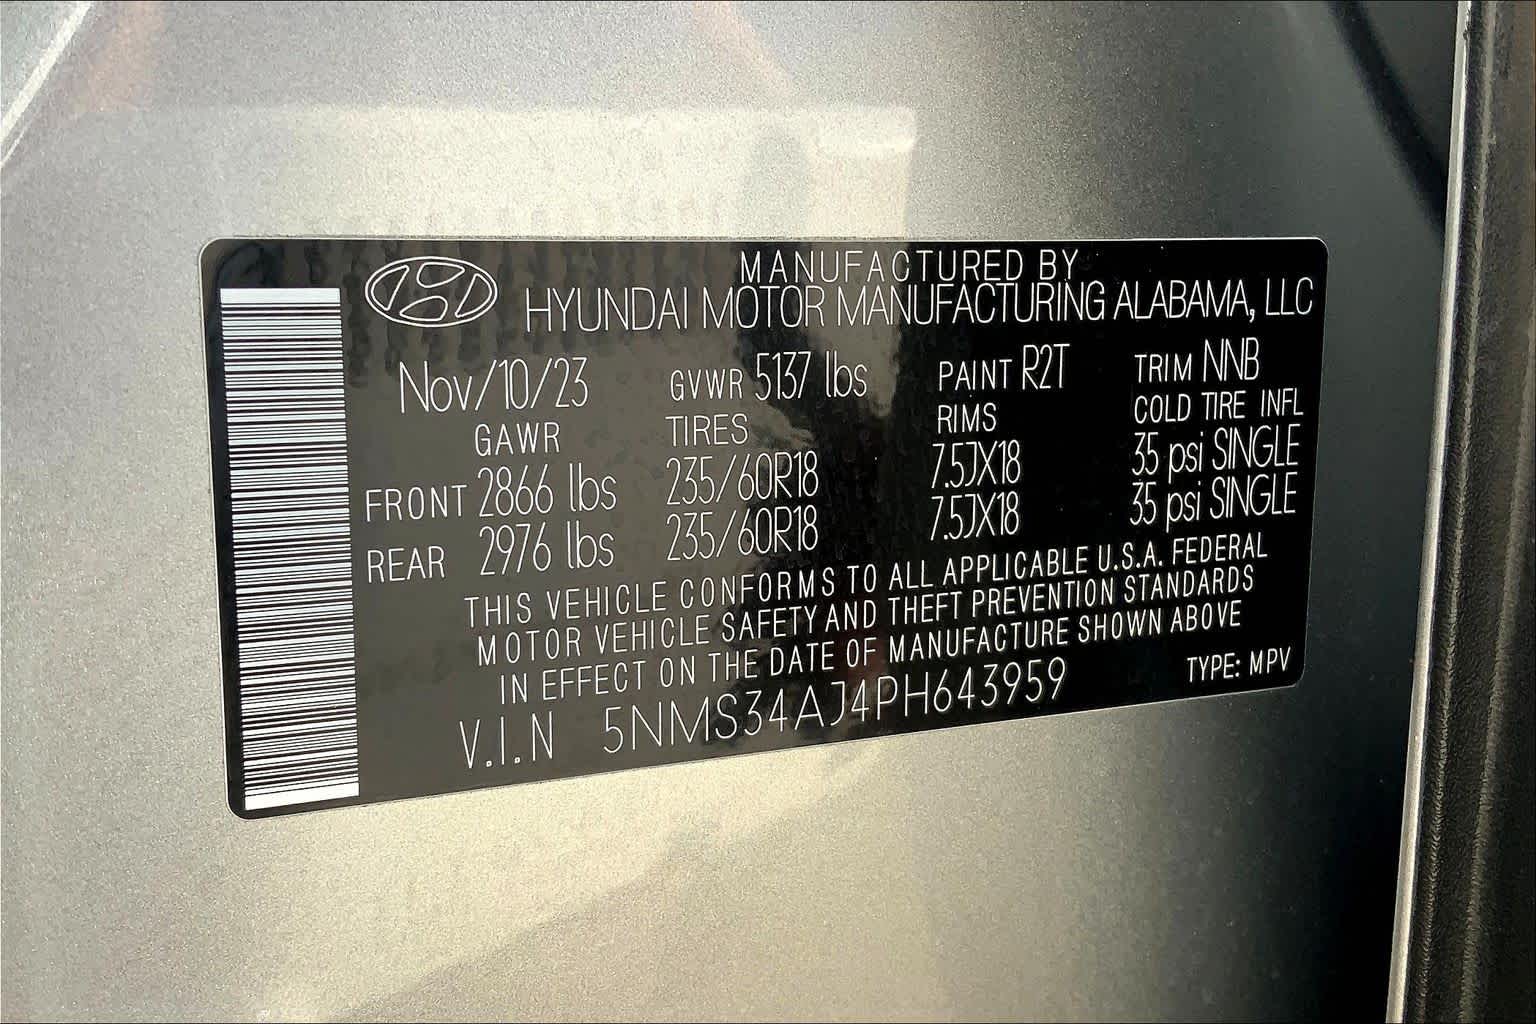 MANUFACTURED BY
HYUNDAI MOTOR MANUFACTURING ALABAMA, LLC
Nov/10/23 GVWR 5137 lbs PAINT R2T TRIM NNB
GAWR TIRES RIMS COLD TIRE INFL
FRONT 2866 lbs 235/60R18 7.5JX18 35 psi SINGLE
REAR 2976 lbs 235/60R18 7.5JX18 35 psi SINGLE
THIS VEHICLE CONFORMS TO ALL APPLICABLE U.S.A. FEDERAL
MOTOR VEHICLE SAFETY AND THEFT PREVENTION STANDARDS
IN EFFECT ON THE DATE OF MANUFACTURE SHOWN ABOVE
V.I.N 5NMS34AJ4PH643959 TYPE: MPV